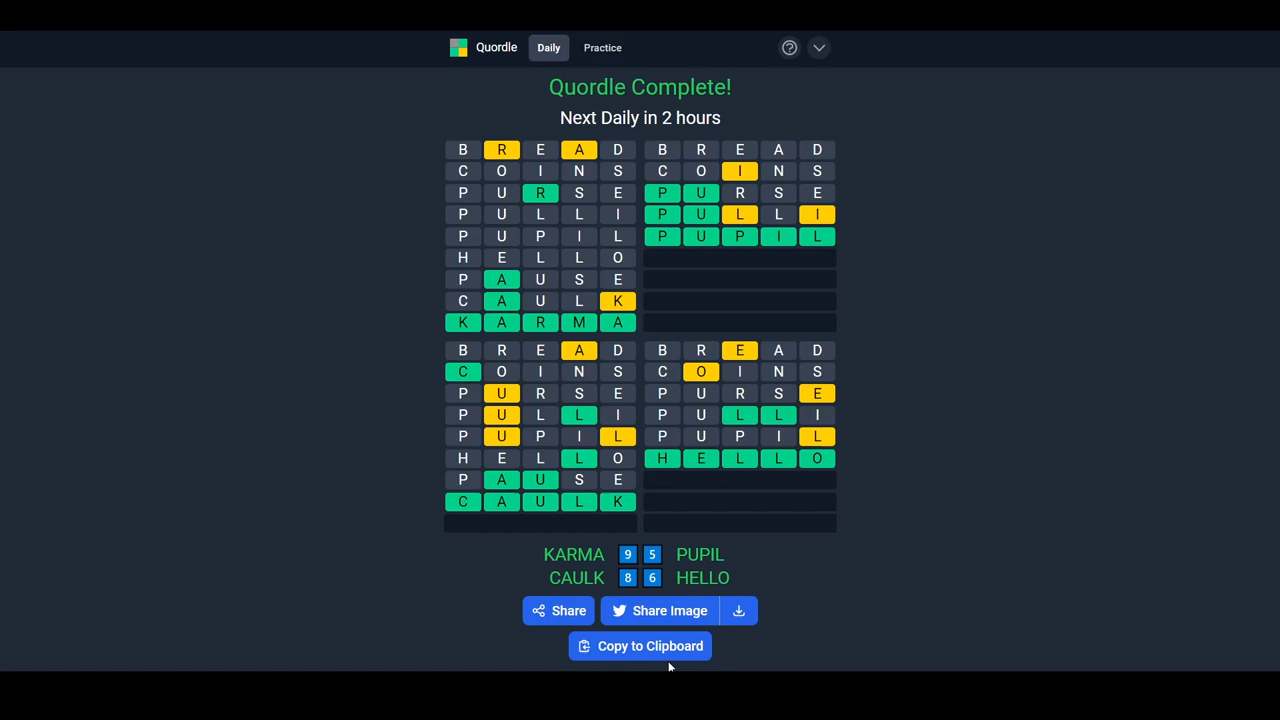 Quordle Daily Practice
Quordle Complete!
Next Daily in 2 hours
B R E A D B R E A D
C O I N S C O I N S
P U R S E P U R S E
P U L L I P U L L I
P U P I L P U P I L
H E L L O
P A U S E
C A U L K
K A R M A
B R E A D B R E A D
C O I N S C O I N S
P U R S E P U R S E
P U L L I P U L L I
P U P I L P U P I L
H E L L O H E L L O
P A U S E
C A U L K
KARMA 9 5 PUPIL
CAULK 8 6 HELLO
Share Share Image
Copy to Clipboard